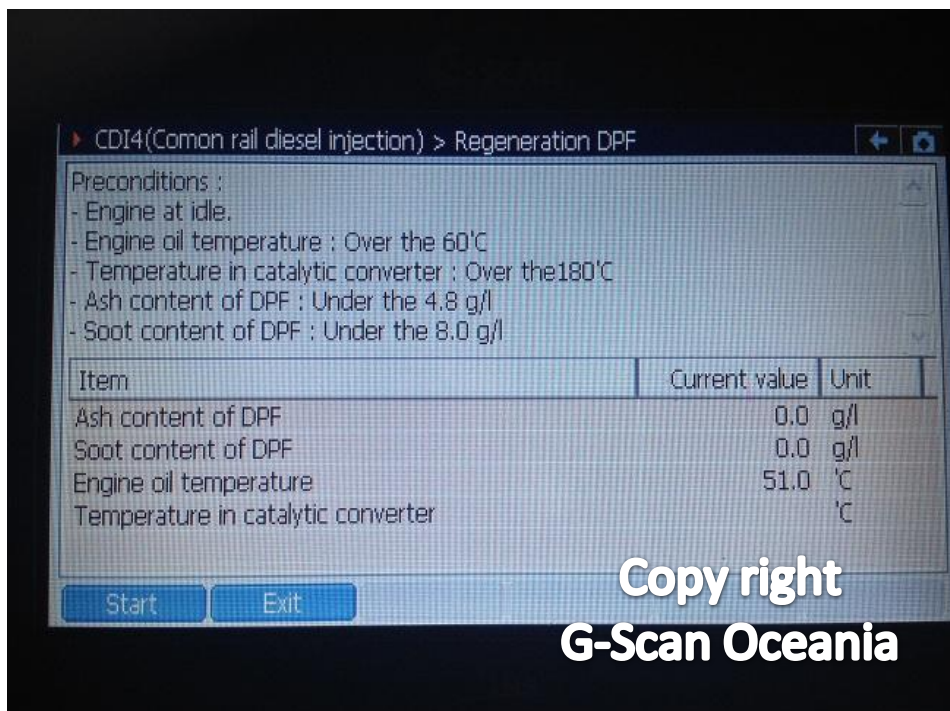 CDI4(Comon rail diesel injection) > Regeneration DPF
Preconditions :
- Engine at idle.
- Engine oil temperature : Over the 60'C
- Temperature in catalytic converter : Over the180'C
- Ash content of DPF : Under the 4.8 g/l
- Soot content of DPF : Under the 8.0 g/l
Item Current value Unit
Ash content of DPF 0.0 g/l
Soot content of DPF 0.0 g/l
Engine oil temperature 51.0 'C
Temperature in catalytic converter 'C
Start Exit
Copy right
G-Scan Oceania